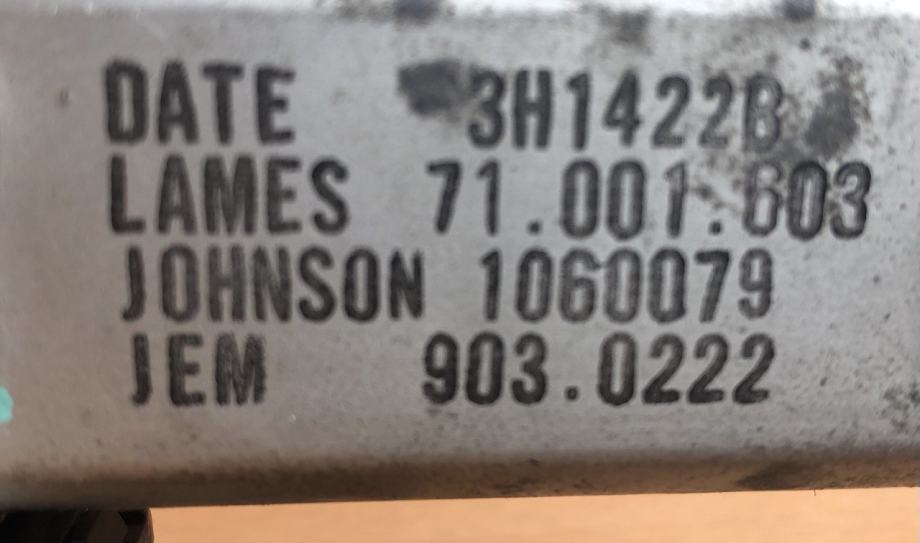 DATE 3H1422B
LAMES 71.001.603
JOHNSON 1060079
JEM 903.0222